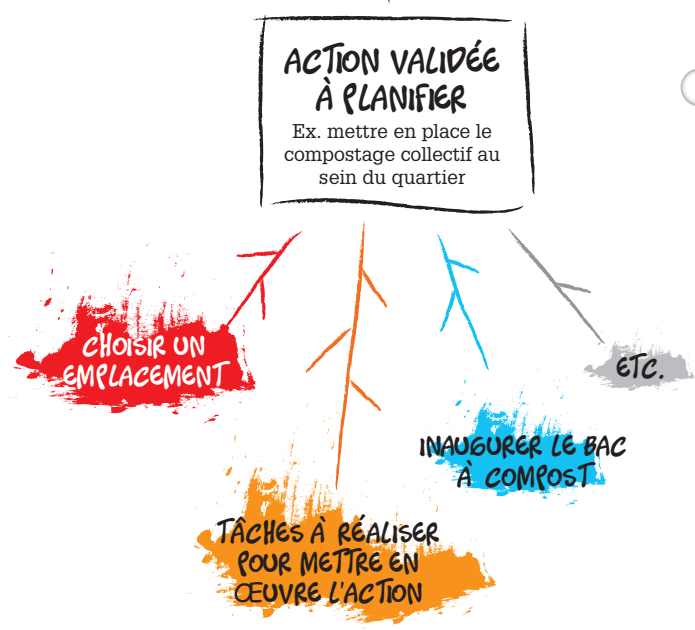 ACTION VALIDÉE
À PLANIFIER
Ex. mettre en place le
compostage collectif au
sein du quartier
CHOISIR UN
EMPLACEMENT
ETC.
INAUGURER LE BAC
À COMPOST
TÂCHES À RÉALISER
POUR METTRE EN
ŒUVRE L'ACTION